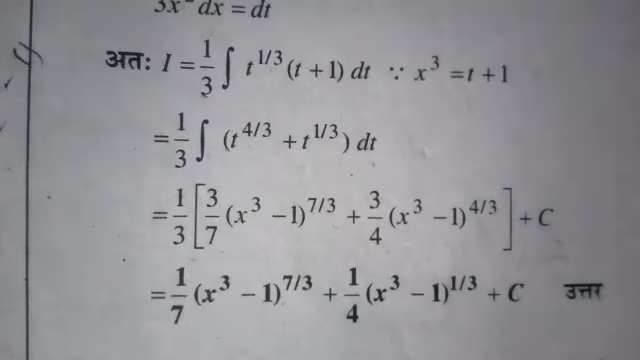 3x² dx = dt
अतः I = 1/3 ∫ t^{1/3} (t + 1) dt ∵ x³ = t + 1
= 1/3 ∫ (t^{4/3} + t^{1/3}) dt
= 1/3 [3/7 (x³ − 1)^{7/3} + 3/4 (x³ − 1)^{4/3}] + C
= 1/7 (x³ − 1)^{7/3} + 1/4 (x³ − 1)^{1/3} + C उत्तर